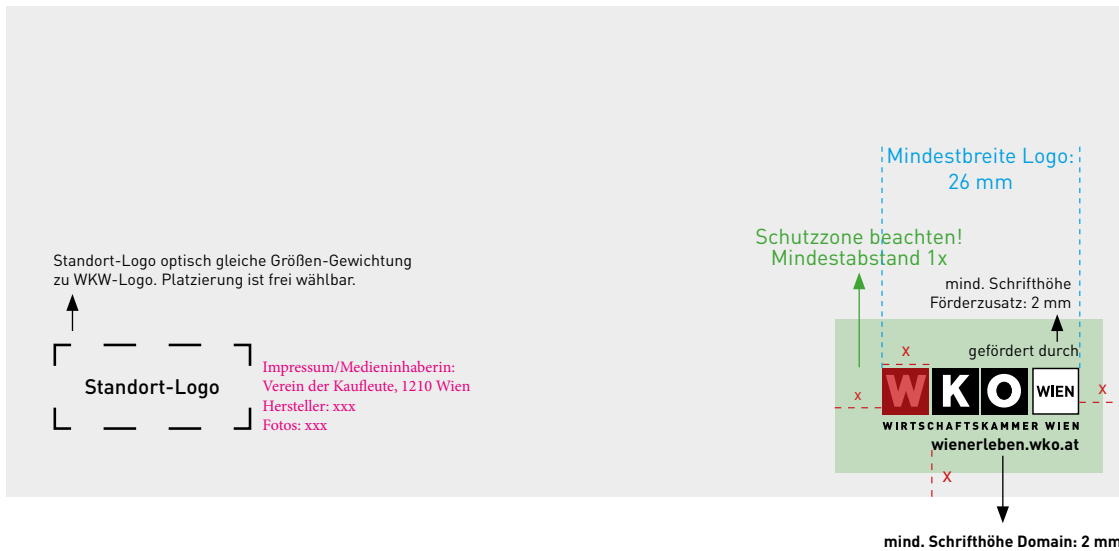 Mindestbreite Logo:
26 mm
Schutzzone beachten!
Mindestabstand 1x
Standort-Logo optisch gleiche Größen-Gewichtung
zu WKW-Logo. Platzierung ist frei wählbar.
mind. Schrifthöhe
Förderzusatz: 2 mm
Standort-Logo
Impressum/Medieninhaberin:
Verein der Kaufleute, 1210 Wien
Hersteller: xxx
Fotos: xxx
x
gefördert durch
x
WKO WIEN
x
WIRTSCHAFTSKAMMER WIEN
wienerleben.wko.at
x
mind. Schrifthöhe Domain: 2 mm